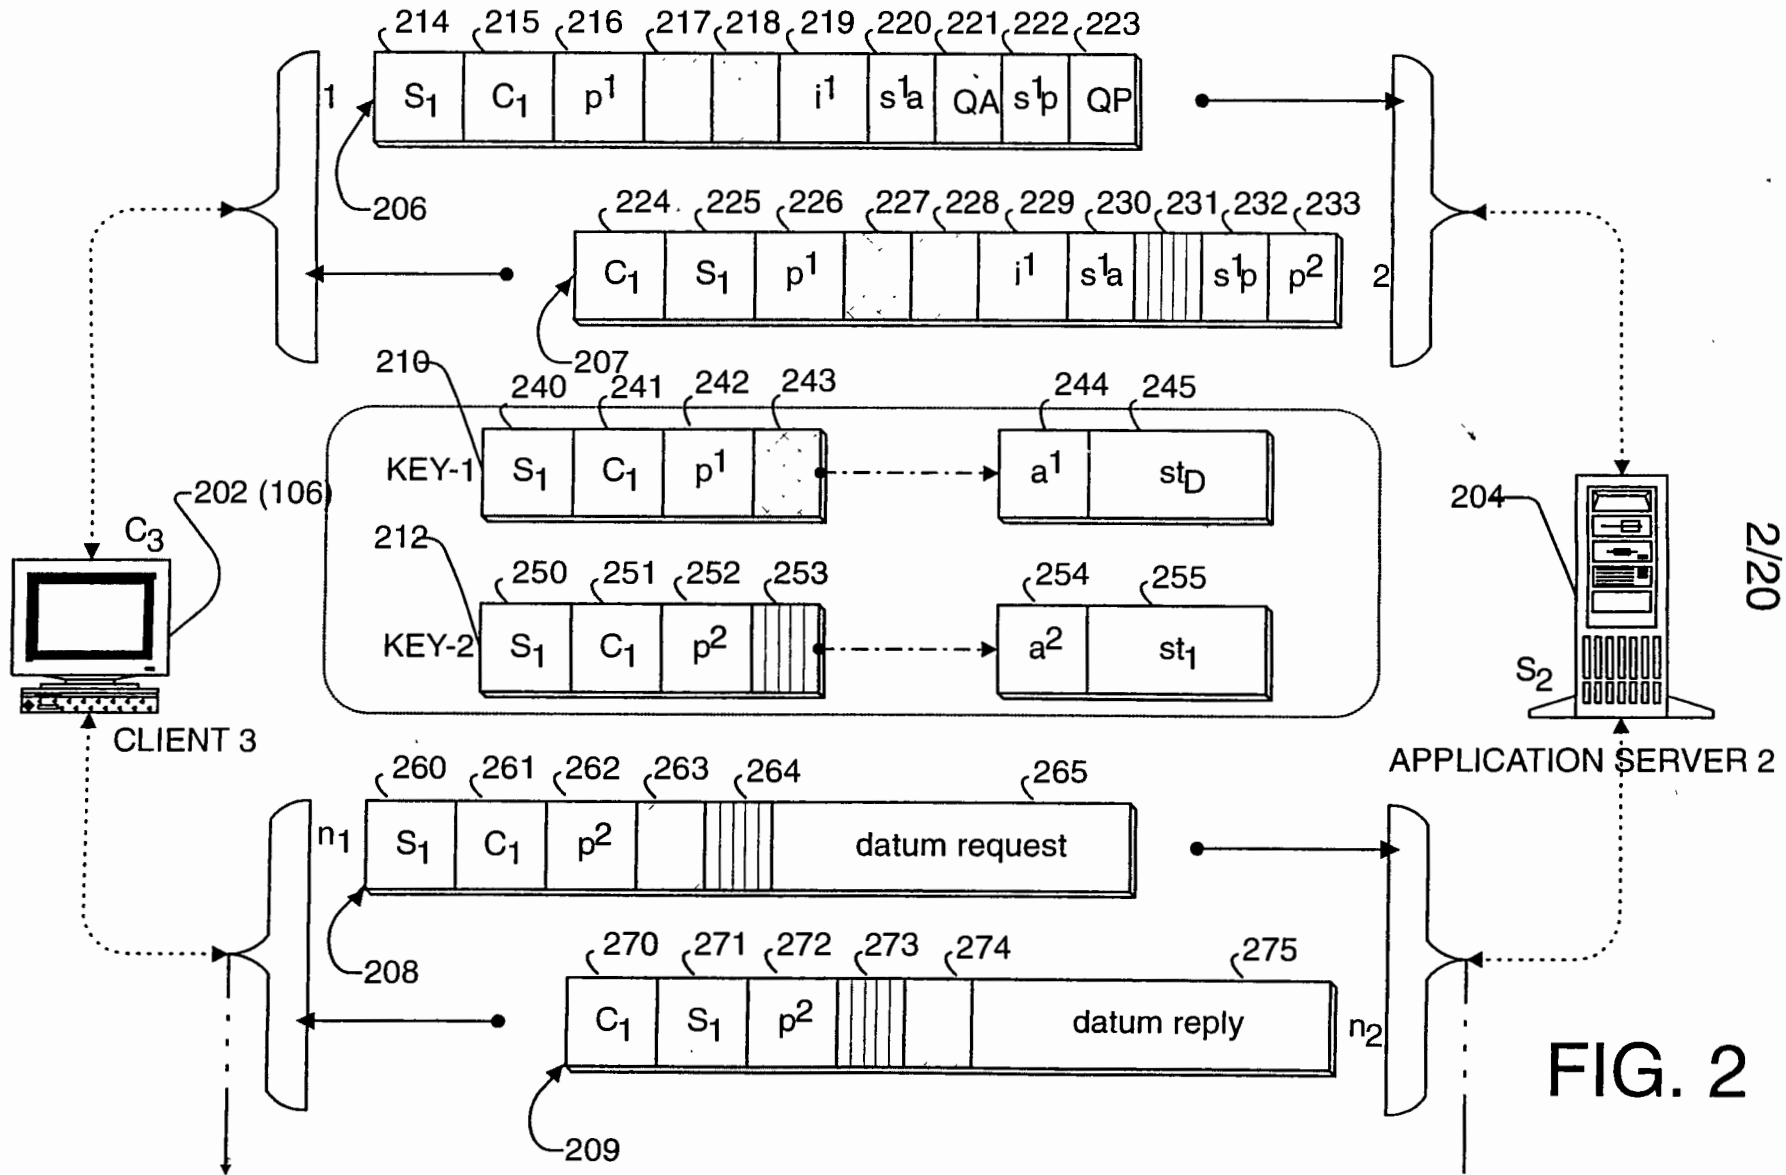 214 215 216 217 218 219 220 221 222 223
1 S1 C1 p1 i1 s1a QA s1p QP
206
224 225 226 227 228 229 230 231 232 233
C1 S1 p1 i1 s1a s1p p2 2
207
210 240 241 242 243 244 245
KEY-1 S1 C1 p1 a1 stD
202 (106) 204
C3
212 250 251 252 253 254 255
KEY-2 S1 C1 p2 a2 st1
S2
2/20
CLIENT 3
APPLICATION SERVER 2
260 261 262 263 264 265
n1 S1 C1 p2 datum request
208
270 271 272 273 274 275
C1 S1 p2 datum reply n2
209
FIG. 2